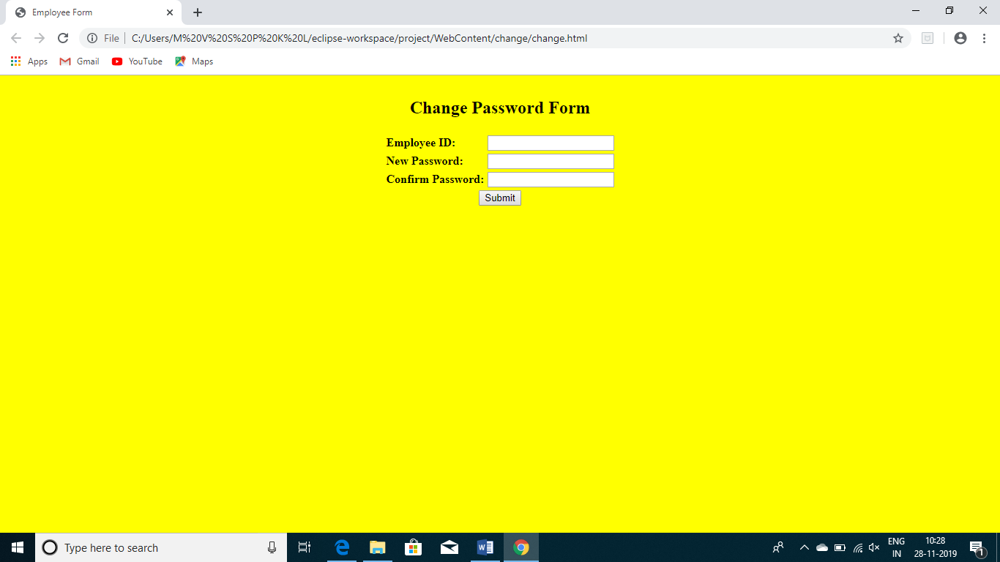 Employee Form
File
C:/Users/M%20V%20S%20P%20K%20L/eclipse-workspace/project/WebContent/change/change.html
Apps Gmail YouTube Maps
Change Password Form
Employee ID:
New Password:
Confirm Password:
Submit
Type here to search
ENG
IN
10:28
28-11-2019
1